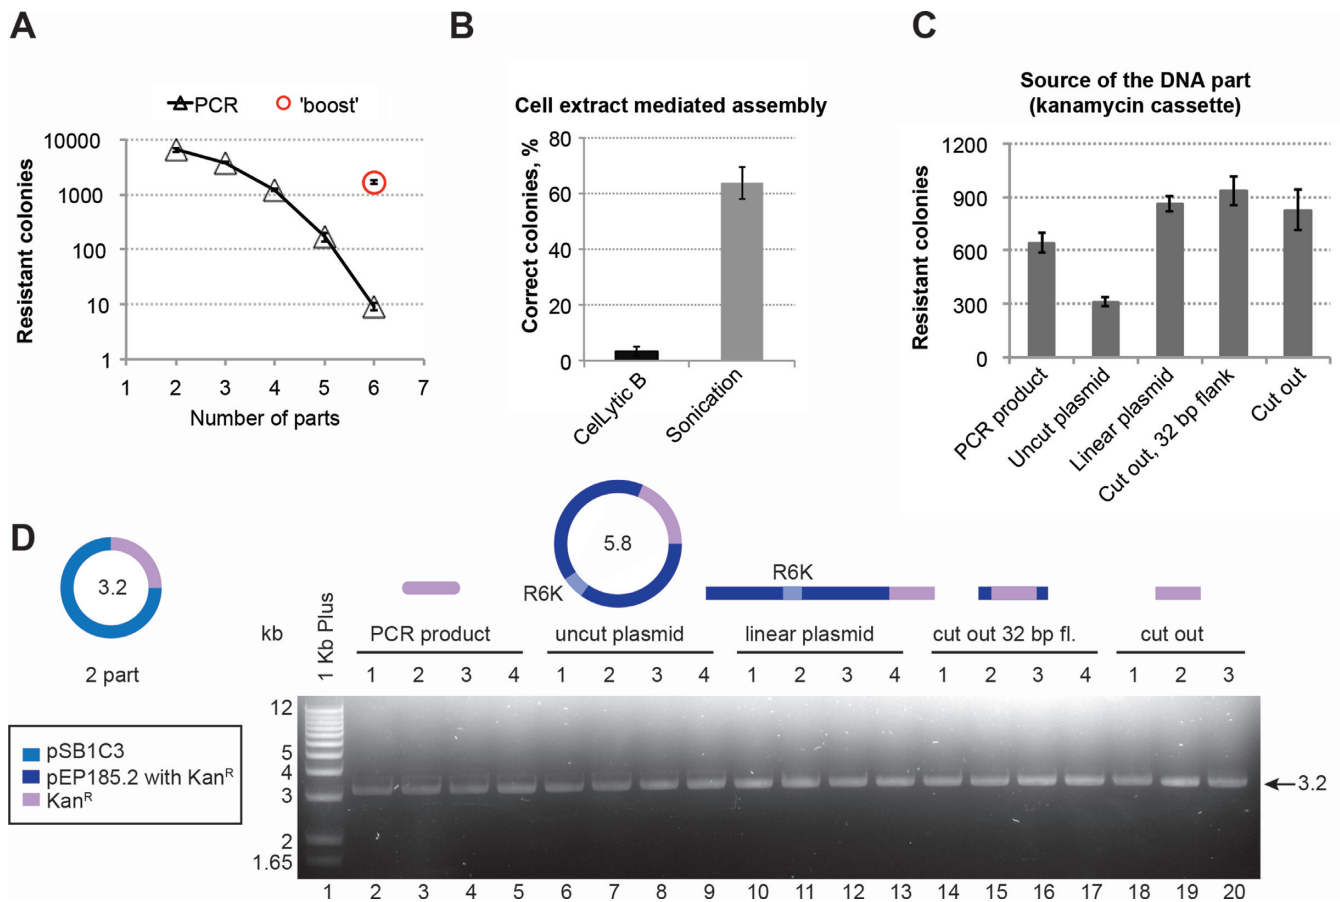 A
PCR 'boost'
10000
1000
100
10
1
Resistant colonies
1 2 3 4 5 6 7
Number of parts
B
Cell extract mediated assembly
80
60
40
20
0
Correct colonies, %
CelLytic B
Sonication
C
Source of the DNA part
(kanamycin cassette)
1200
900
600
300
0
Resistant colonies
PCR product
Uncut plasmid
Linear plasmid
Cut out, 32 bp flank
Cut out
D
3.2
2 part
5.8
R6K
R6K
kb
1 Kb Plus
PCR product uncut plasmid linear plasmid cut out 32 bp fl. cut out
1 2 3 4 1 2 3 4 1 2 3 4 1 2 3 4 1 2 3
12
5
4
3
2
1.65
3.2
pSB1C3
pEP185.2 with KanR
KanR
1 2 3 4 5 6 7 8 9 10 11 12 13 14 15 16 17 18 19 20